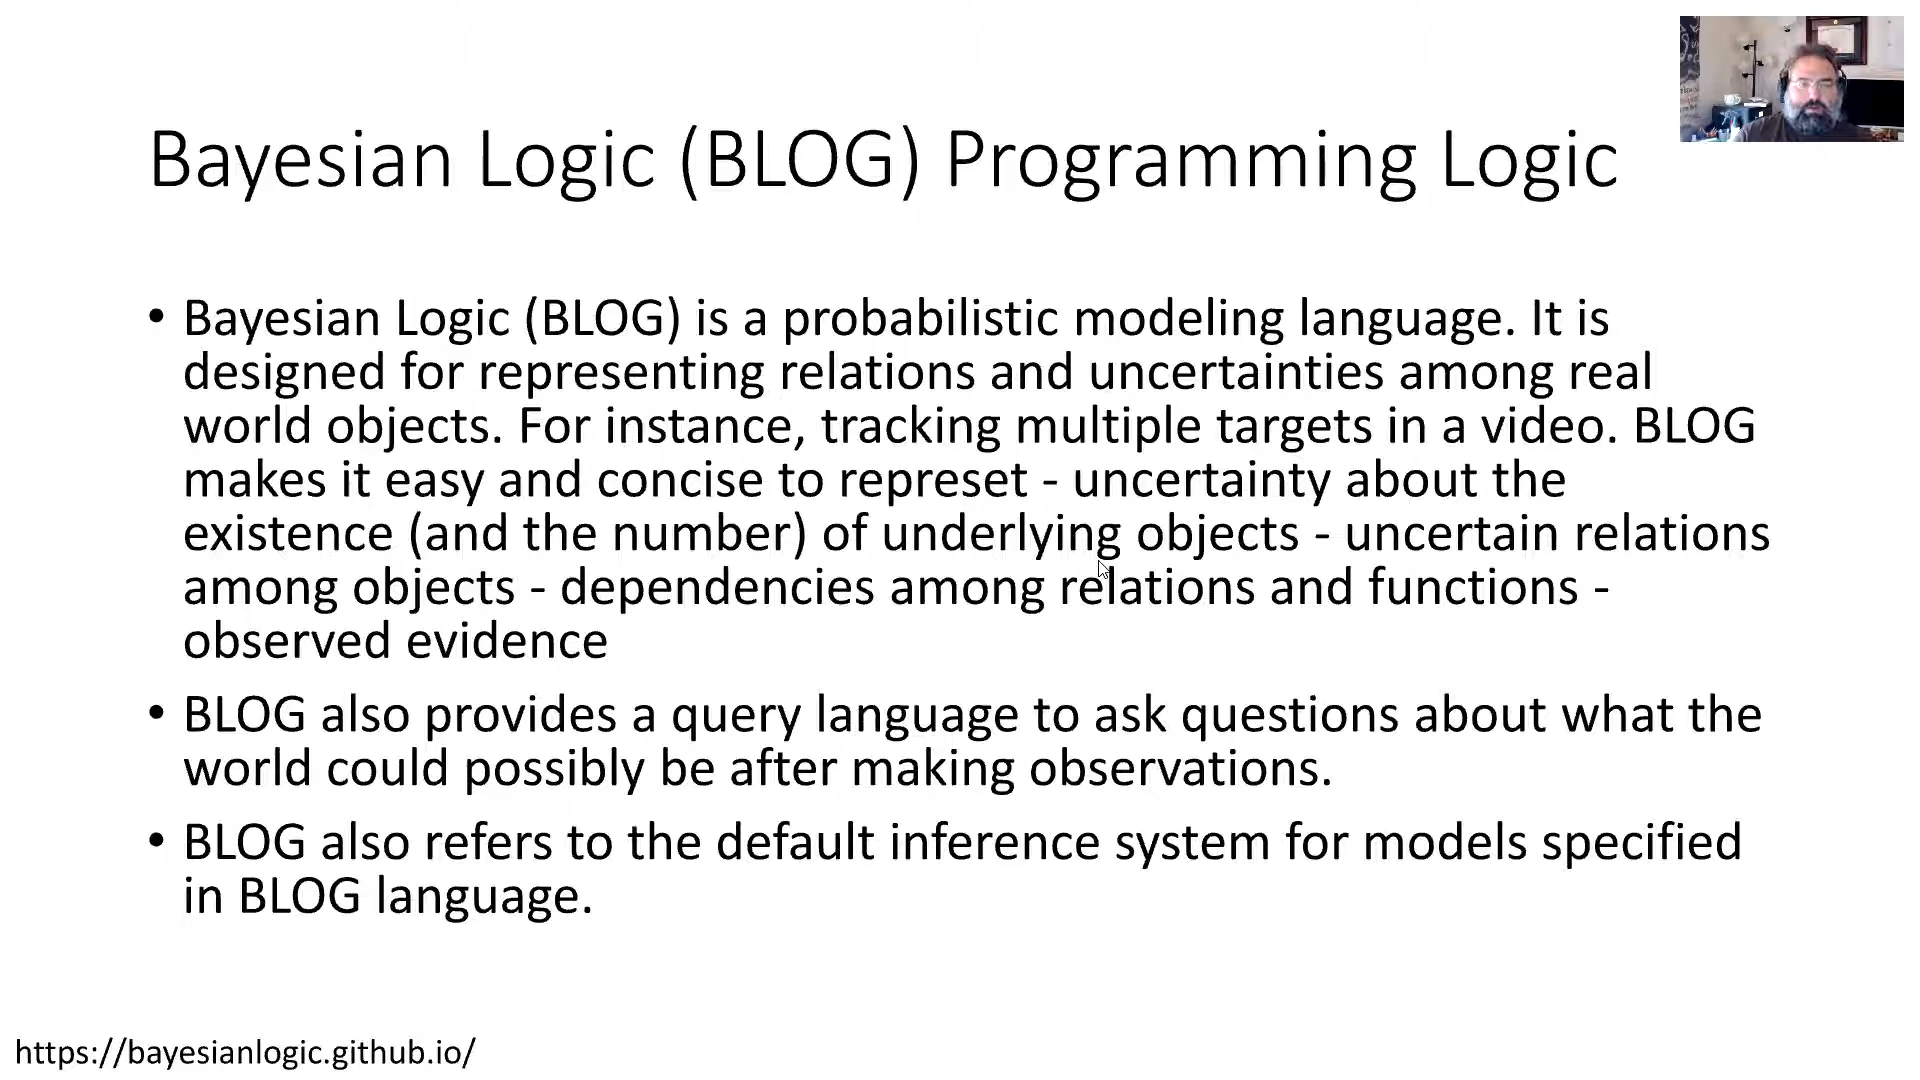 Bayesian Logic (BLOG) Programming Logic
• Bayesian Logic (BLOG) is a probabilistic modeling language. It is
designed for representing relations and uncertainties among real
world objects. For instance, tracking multiple targets in a video. BLOG
makes it easy and concise to represet - uncertainty about the
existence (and the number) of underlying objects - uncertain relations
among objects - dependencies among relations and functions -
observed evidence
• BLOG also provides a query language to ask questions about what the
world could possibly be after making observations.
• BLOG also refers to the default inference system for models specified
in BLOG language.
https://bayesianlogic.github.io/